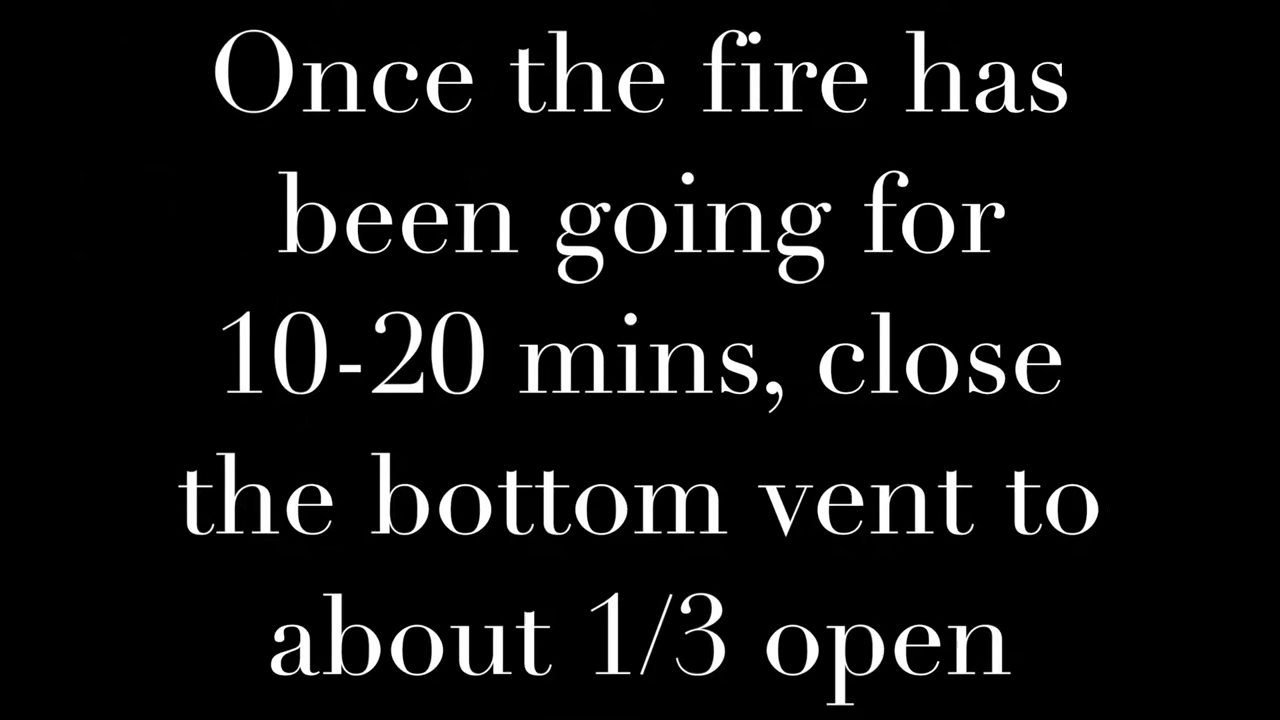 Once the fire has
been going for
10-20 mins, close
the bottom vent to
about 1/3 open